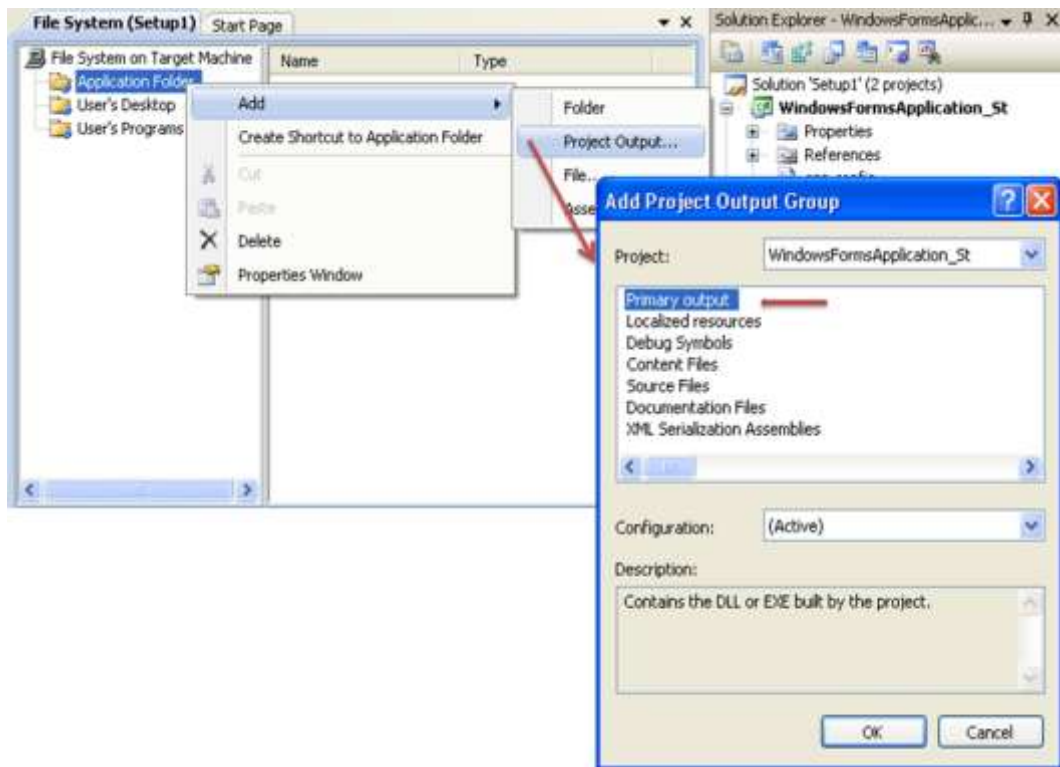 File System (Setup1) Start Page
File System on Target Machine
Application Folder
User's Desktop
User's Programs
Name Type
Add
Create Shortcut to Application Folder
Cut
Paste
Delete
Properties Window
Folder
Project Output...
File...
Asse
Solution Explorer - WindowsFormsApplic...
Solution 'Setup1' (2 projects)
WindowsFormsApplication_St
Properties
References
Add Project Output Group
Project: WindowsFormsApplication_St
Primary output
Localized resources
Debug Symbols
Content Files
Source Files
Documentation Files
XML Serialization Assemblies
Configuration: (Active)
Description:
Contains the DLL or EXE built by the project.
OK Cancel